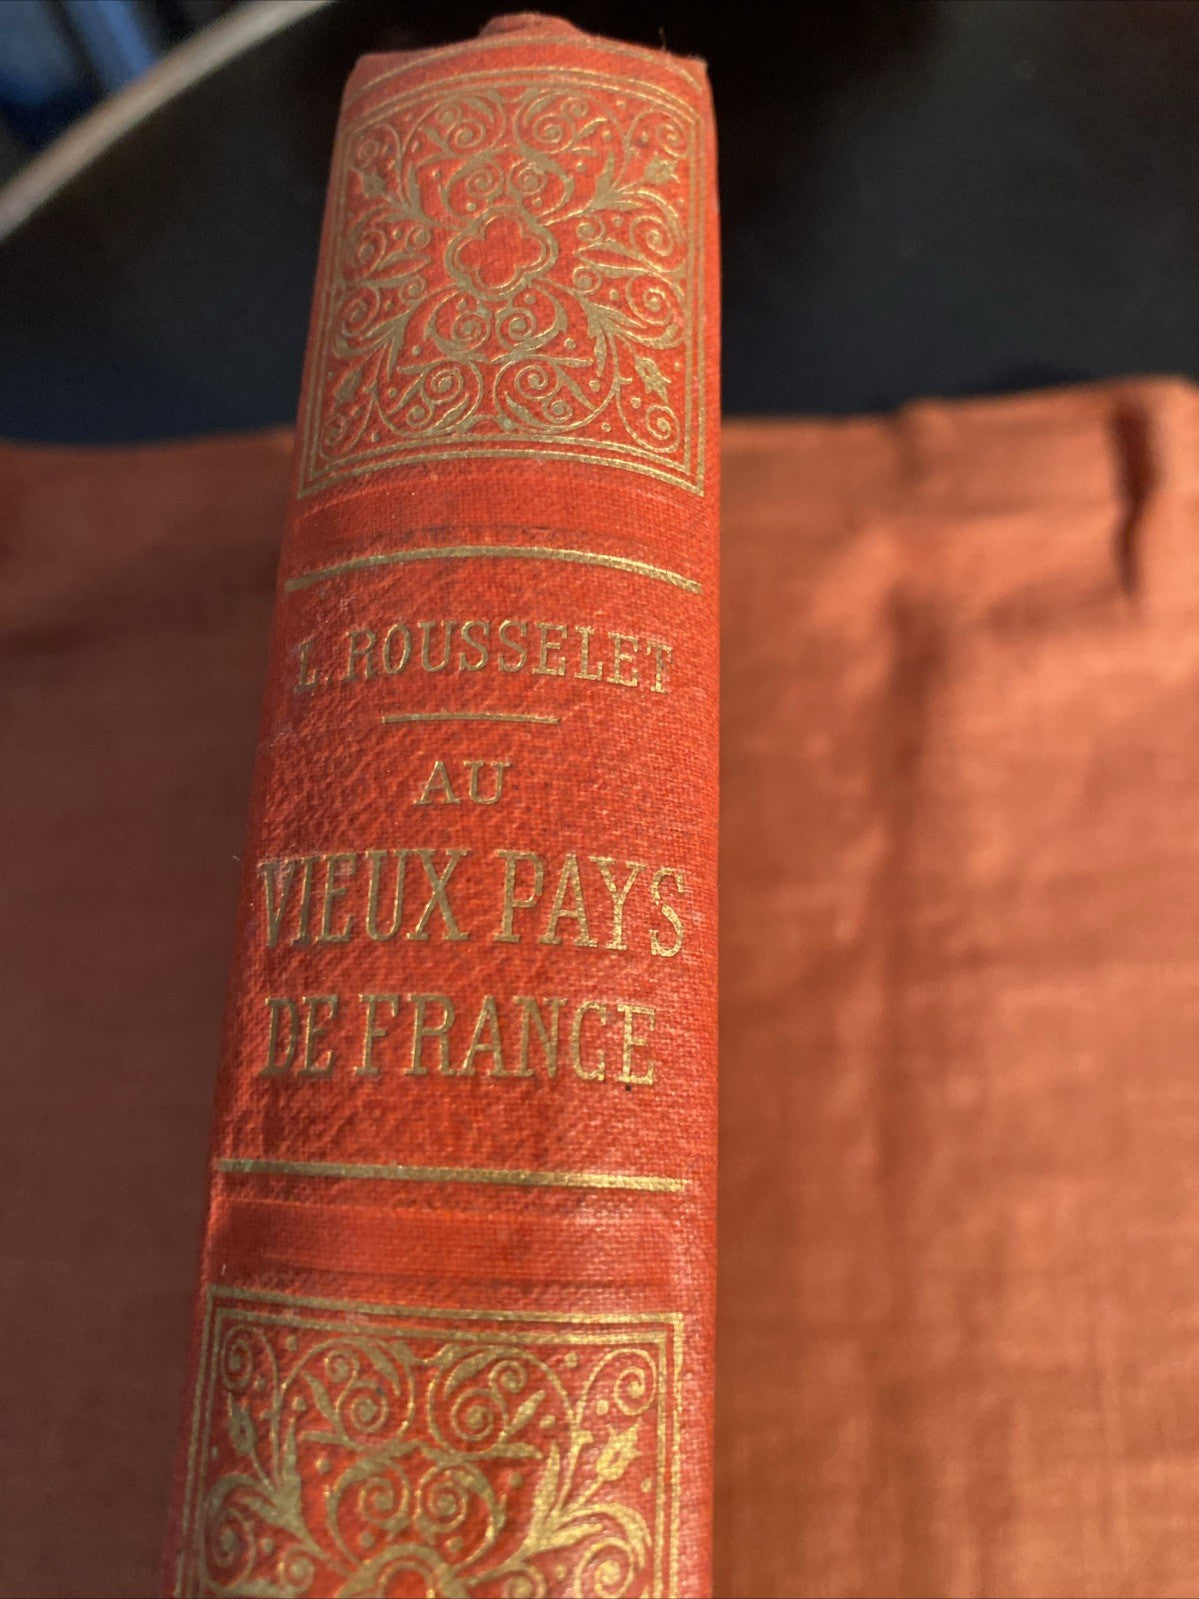 L. ROUSSELET
AU
VIEUX PAYS
DE FRANCE